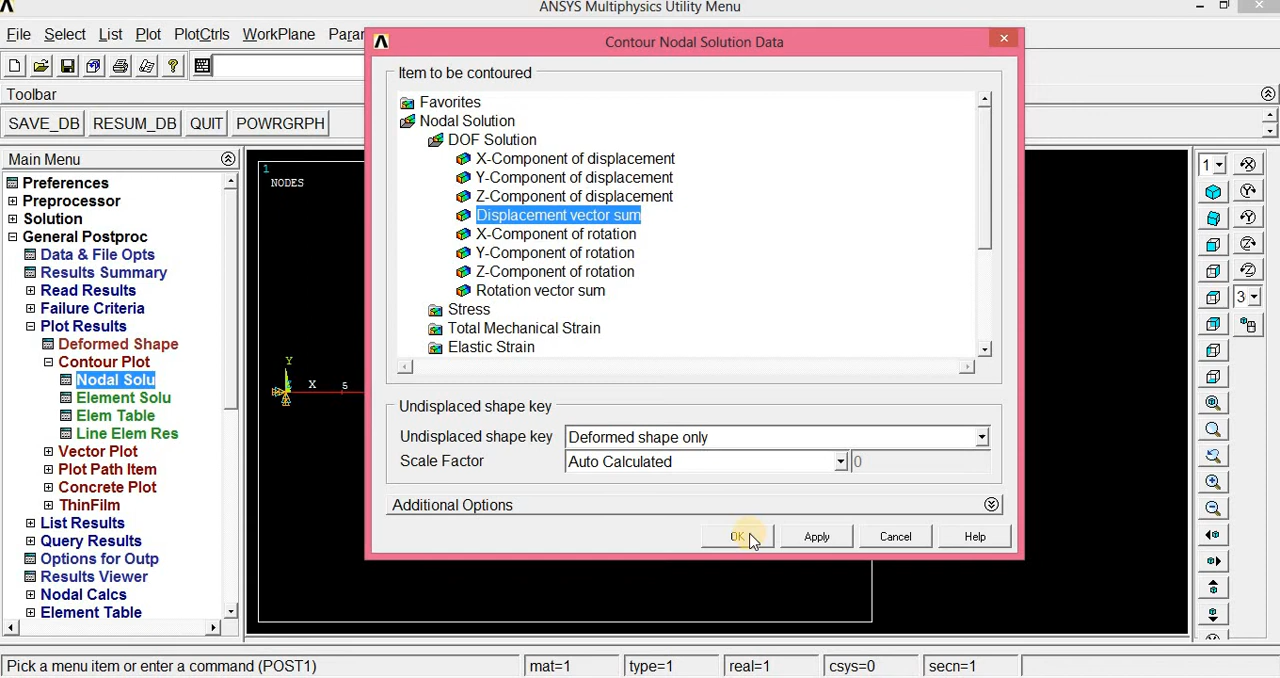 ANSYS Multiphysics Utility Menu
File Select List Plot PlotCtrls WorkPlane Parar
Toolbar
SAVE_DB RESUM_DB QUIT POWRGRPH
Main Menu
Preferences
Preprocessor
Solution
General Postproc
Data & File Opts
Results Summary
Read Results
Failure Criteria
Plot Results
Deformed Shape
Contour Plot
Nodal Solu
Element Solu
Elem Table
Line Elem Res
Vector Plot
Plot Path Item
Concrete Plot
ThinFilm
List Results
Query Results
Options for Outp
Results Viewer
Nodal Calcs
Element Table
1
NODES
Y
X 5
Contour Nodal Solution Data
Item to be contoured
Favorites
Nodal Solution
DOF Solution
X-Component of displacement
Y-Component of displacement
Z-Component of displacement
Displacement vector sum
X-Component of rotation
Y-Component of rotation
Z-Component of rotation
Rotation vector sum
Stress
Total Mechanical Strain
Elastic Strain
Undisplaced shape key
Undisplaced shape key Deformed shape only
Scale Factor Auto Calculated 0
Additional Options
OK Apply Cancel Help
1
3
Pick a menu item or enter a command (POST1) mat=1 type=1 real=1 csys=0 secn=1